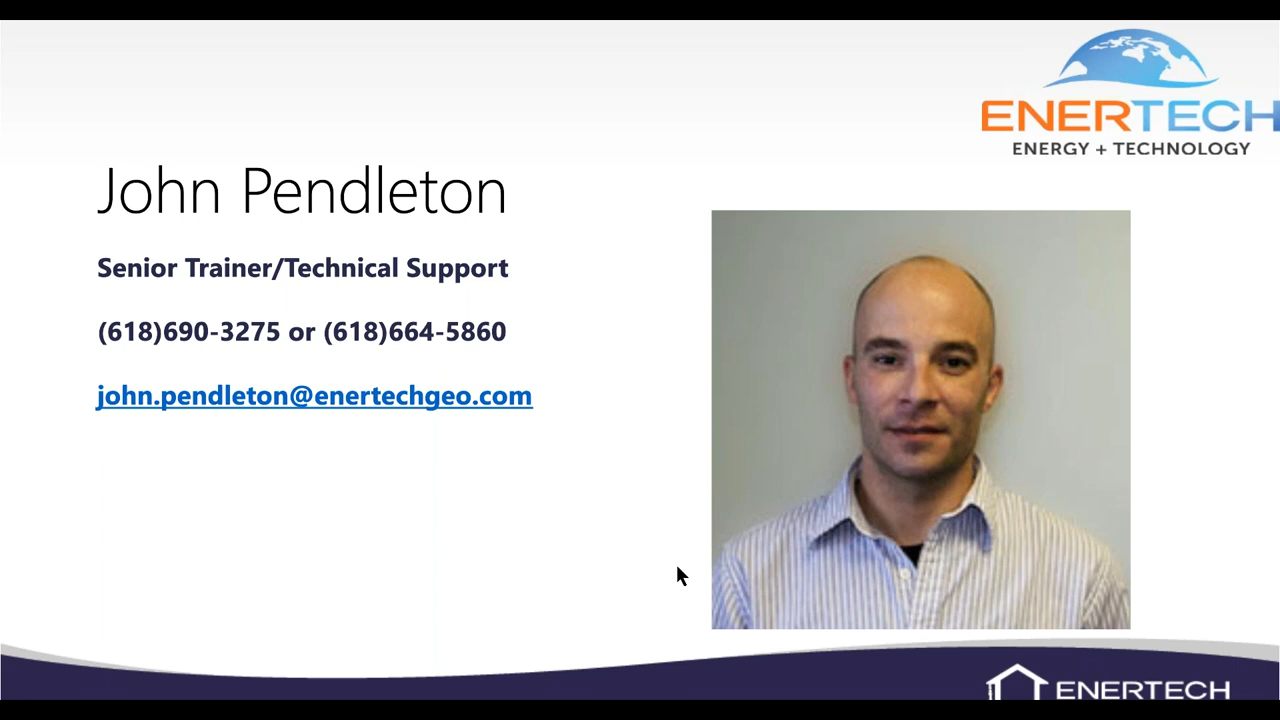 ENERTECH
ENERGY + TECHNOLOGY
John Pendleton
Senior Trainer/Technical Support
(618)690-3275 or (618)664-5860
john.pendleton@enertechgeo.com
ENERTECH